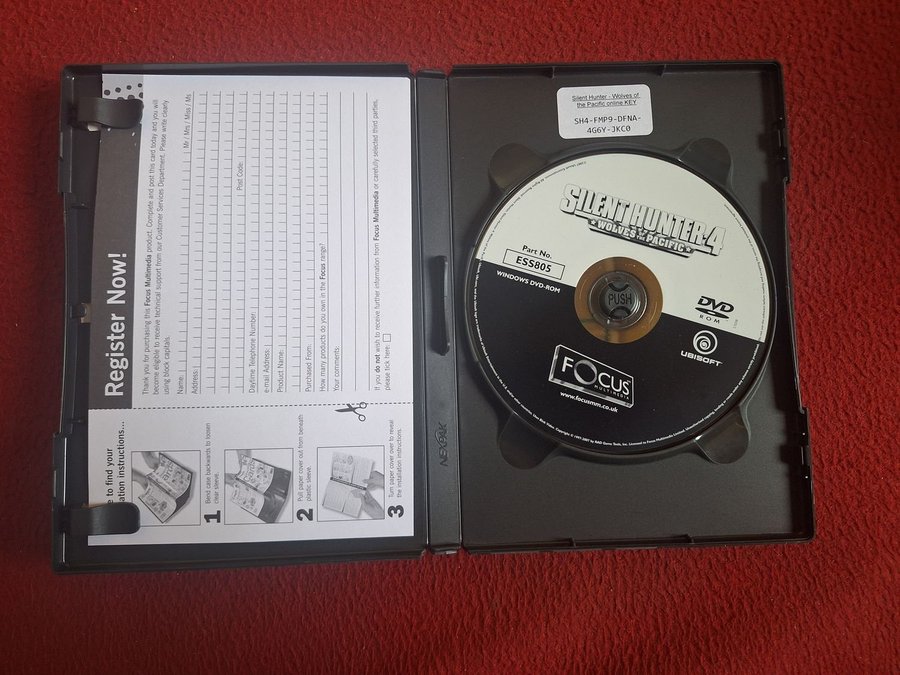 Register Now!
Thank you for purchasing this Focus Multimedia product. Complete and post this card today and you will
become eligible to receive technical support from our Customer Services Department. Please write clearly
using block capitals.
Name: Mr / Mrs / Miss / Ms
Address:
Post Code:
Daytime Telephone Number:
e-mail Address:
Product Name:
Purchased From:
How many products do you own in the Focus range?
Your comments:
If you do not wish to receive further information from Focus Multimedia or carefully selected third parties,
please tick here:
e to find your
ation instructions...
1 Bend case backwards to loosen
clear sleeve.
2 Pull paper cover out from beneath
plastic sleeve.
3 Turn paper cover over to reveal
the installation instructions.
NEXPAK
Silent Hunter - Wolves of
the Pacific online KEY
SH4-FMP9-DFNA-
4G6Y-JKC0
SILENT HUNTER 4
WOLVES OF THE PACIFIC
Part No.
ESS805
WINDOWS DVD-ROM
PUSH
DVD
ROM
UBISOFT
FOCUS
MULTIMEDIA
www.focusmm.co.uk